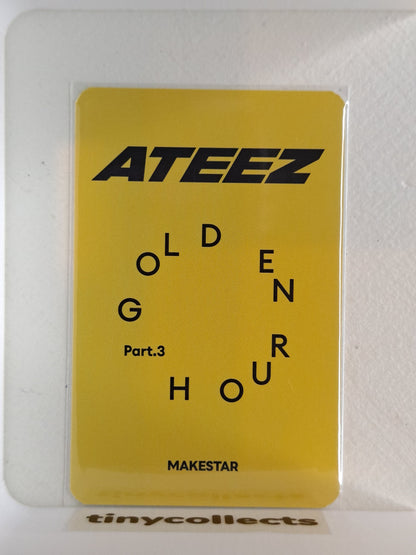 ATEEZ
GOLDEN
HOUR
Part.3
MAKESTAR
tinycollects